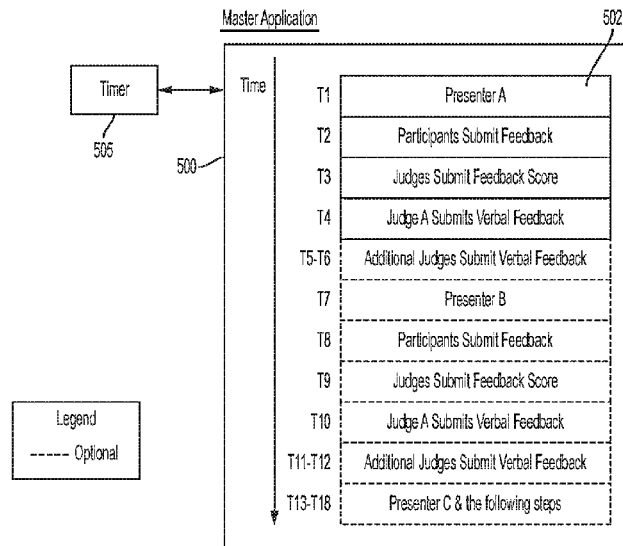 Master Application
502
Timer
505
500
Time
T1 Presenter A
T2 Participants Submit Feedback
T3 Judges Submit Feedback Score
T4 Judge A Submits Verbal Feedback
T5-T6 Additional Judges Submit Verbal Feedback
T7 Presenter B
T8 Participants Submit Feedback
T9 Judges Submit Feedback Score
T10 Judge A Submits Verbal Feedback
T11-T12 Additional Judges Submit Verbal Feedback
T13-T18 Presenter C & the following steps
Legend
Optional